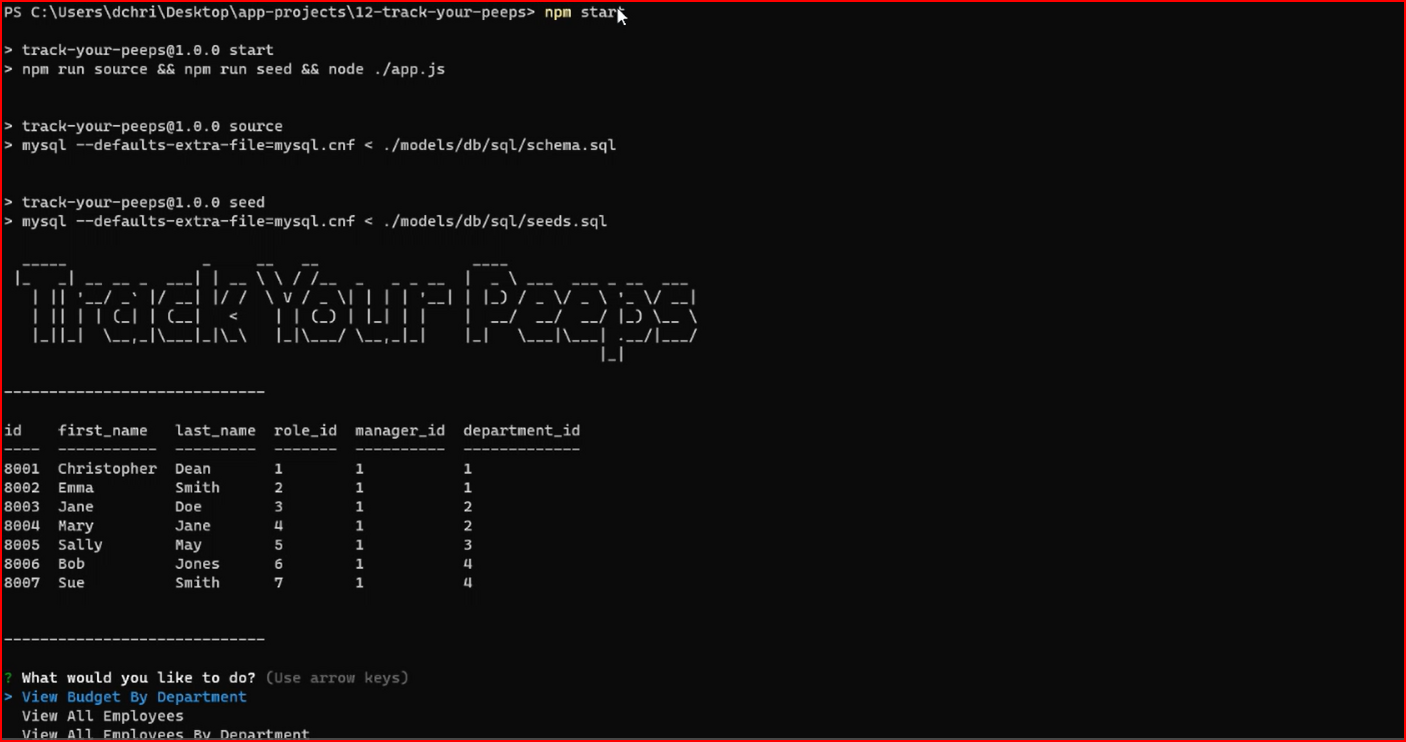 PS C:\Users\dchri\Desktop\app-projects\12-track-your-peeps> npm start
> track-your-peeps@1.0.0 start
> npm run source && npm run seed && node ./app.js
> track-your-peeps@1.0.0 source
> mysql --defaults-extra-file=mysql.cnf < ./models/db/sql/schema.sql
> track-your-peeps@1.0.0 seed
> mysql --defaults-extra-file=mysql.cnf < ./models/db/sql/seeds.sql
Track Your Peeps
-----------------------------
id    first_name   last_name  role_id  manager_id  department_id
----  -----------  ---------  -------  ----------  -------------
8001  Christopher  Dean       1        1           1
8002  Emma         Smith      2        1           1
8003  Jane         Doe        3        1           2
8004  Mary         Jane       4        1           2
8005  Sally        May        5        1           3
8006  Bob          Jones      6        1           4
8007  Sue          Smith      7        1           4
-----------------------------
? What would you like to do? (Use arrow keys)
> View Budget By Department
View All Employees
View All Employees By Department